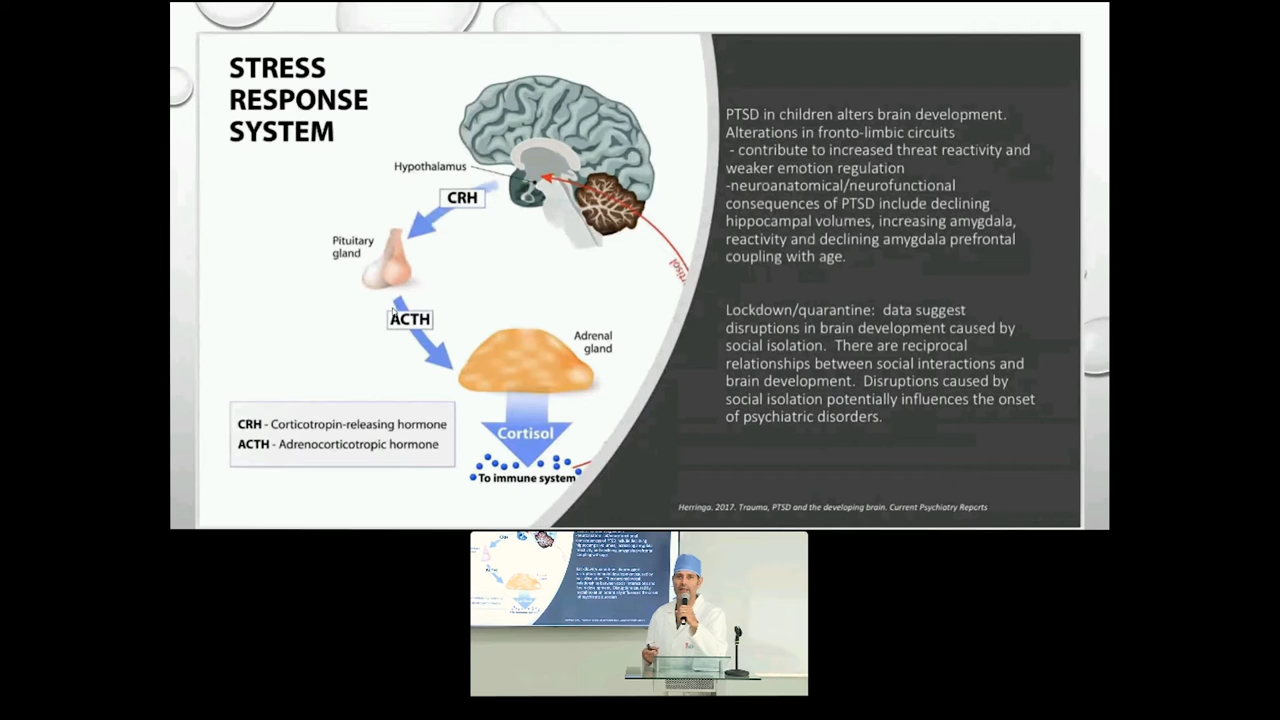 STRESS
RESPONSE
SYSTEM
Hypothalamus
CRH
Pituitary
gland
ACTH
Adrenal
gland
Cortisol
To immune system
CRH - Corticotropin-releasing hormone
ACTH - Adrenocorticotropic hormone
PTSD in children alters brain development.
Alterations in fronto-limbic circuits
- contribute to increased threat reactivity and
weaker emotion regulation
-neuroanatomical/neurofunctional
consequences of PTSD include declining
hippocampal volumes, increasing amygdala,
reactivity and declining amygdala prefrontal
coupling with age.
Lockdown/quarantine: data suggest
disruptions in brain development caused by
social isolation. There are reciprocal
relationships between social interactions and
brain development. Disruptions caused by
social isolation potentially influences the onset
of psychiatric disorders.
Herringa. 2017. Trauma, PTSD and the developing brain. Current Psychiatry Reports